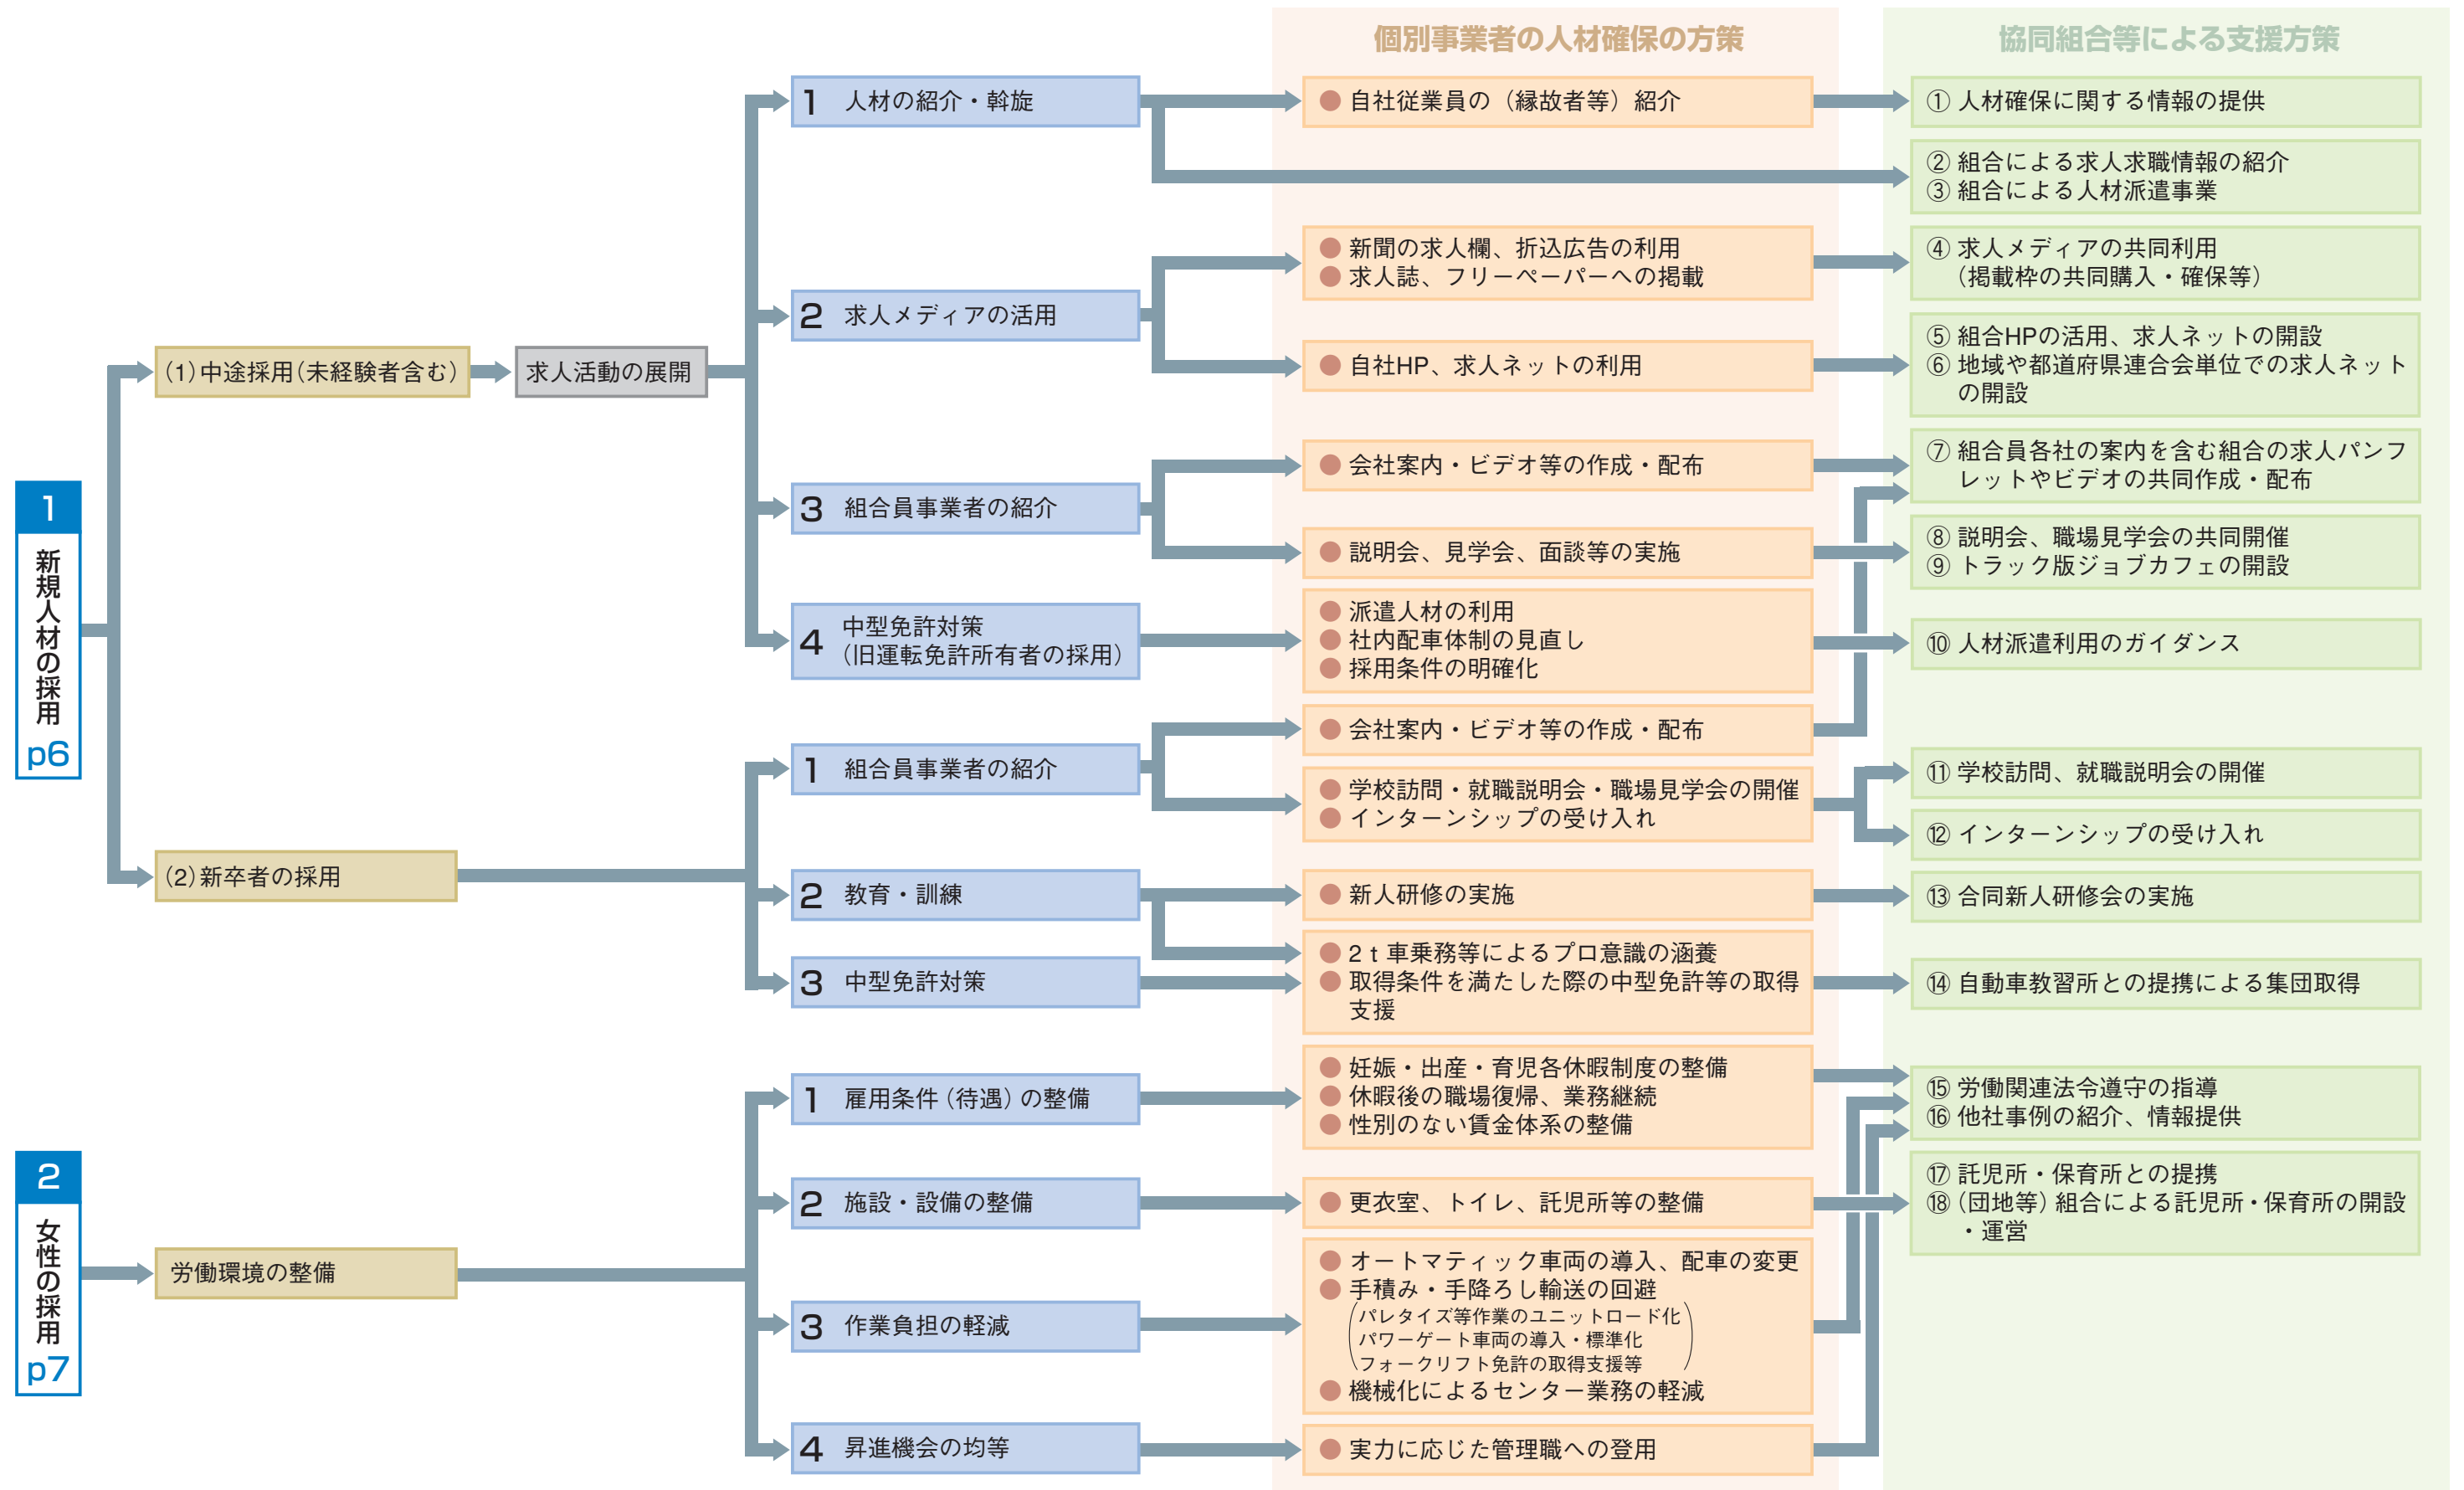 個別事業者の人材確保の方策
協同組合等による支援方策
1
新規人材の採用
p6
(1)中途採用(未経験者含む)
求人活動の展開
1 人材の紹介・斡旋
● 自社従業員の(縁故者等)紹介
① 人材確保に関する情報の提供
② 組合による求人求職情報の紹介
③ 組合による人材派遣事業
2 求人メディアの活用
● 新聞の求人欄、折込広告の利用
● 求人誌、フリーペーパーへの掲載
④ 求人メディアの共同利用
(掲載枠の共同購入・確保等)
● 自社HP、求人ネットの利用
⑤ 組合HPの活用、求人ネットの開設
⑥ 地域や都道府県連合会単位での求人ネット
の開設
3 組合員事業者の紹介
● 会社案内・ビデオ等の作成・配布
⑦ 組合員各社の案内を含む組合の求人パンフ
レットやビデオの共同作成・配布
● 説明会、見学会、面談等の実施
⑧ 説明会、職場見学会の共同開催
⑨ トラック版ジョブカフェの開設
4 中型免許対策
(旧運転免許所有者の採用)
● 派遣人材の利用
● 社内配車体制の見直し
● 採用条件の明確化
⑩ 人材派遣利用のガイダンス
(2)新卒者の採用
1 組合員事業者の紹介
● 会社案内・ビデオ等の作成・配布
● 学校訪問・就職説明会・職場見学会の開催
● インターンシップの受け入れ
⑪ 学校訪問、就職説明会の開催
⑫ インターンシップの受け入れ
2 教育・訓練
● 新人研修の実施
⑬ 合同新人研修会の実施
3 中型免許対策
● 2t車乗務等によるプロ意識の涵養
● 取得条件を満たした際の中型免許等の取得
支援
⑭ 自動車教習所との提携による集団取得
2
女性の採用
p7
労働環境の整備
1 雇用条件(待遇)の整備
● 妊娠・出産・育児各休暇制度の整備
● 休暇後の職場復帰、業務継続
● 性別のない賃金体系の整備
⑮ 労働関連法令遵守の指導
⑯ 他社事例の紹介、情報提供
2 施設・設備の整備
● 更衣室、トイレ、託児所等の整備
⑰ 託児所・保育所との提携
⑱ (団地等)組合による託児所・保育所の開設
・運営
3 作業負担の軽減
● オートマティック車両の導入、配車の変更
● 手積み・手降ろし輸送の回避
(パレタイズ等作業のユニットロード化
パワーゲート車両の導入・標準化
フォークリフト免許の取得支援等)
● 機械化によるセンター業務の軽減
4 昇進機会の均等
● 実力に応じた管理職への登用